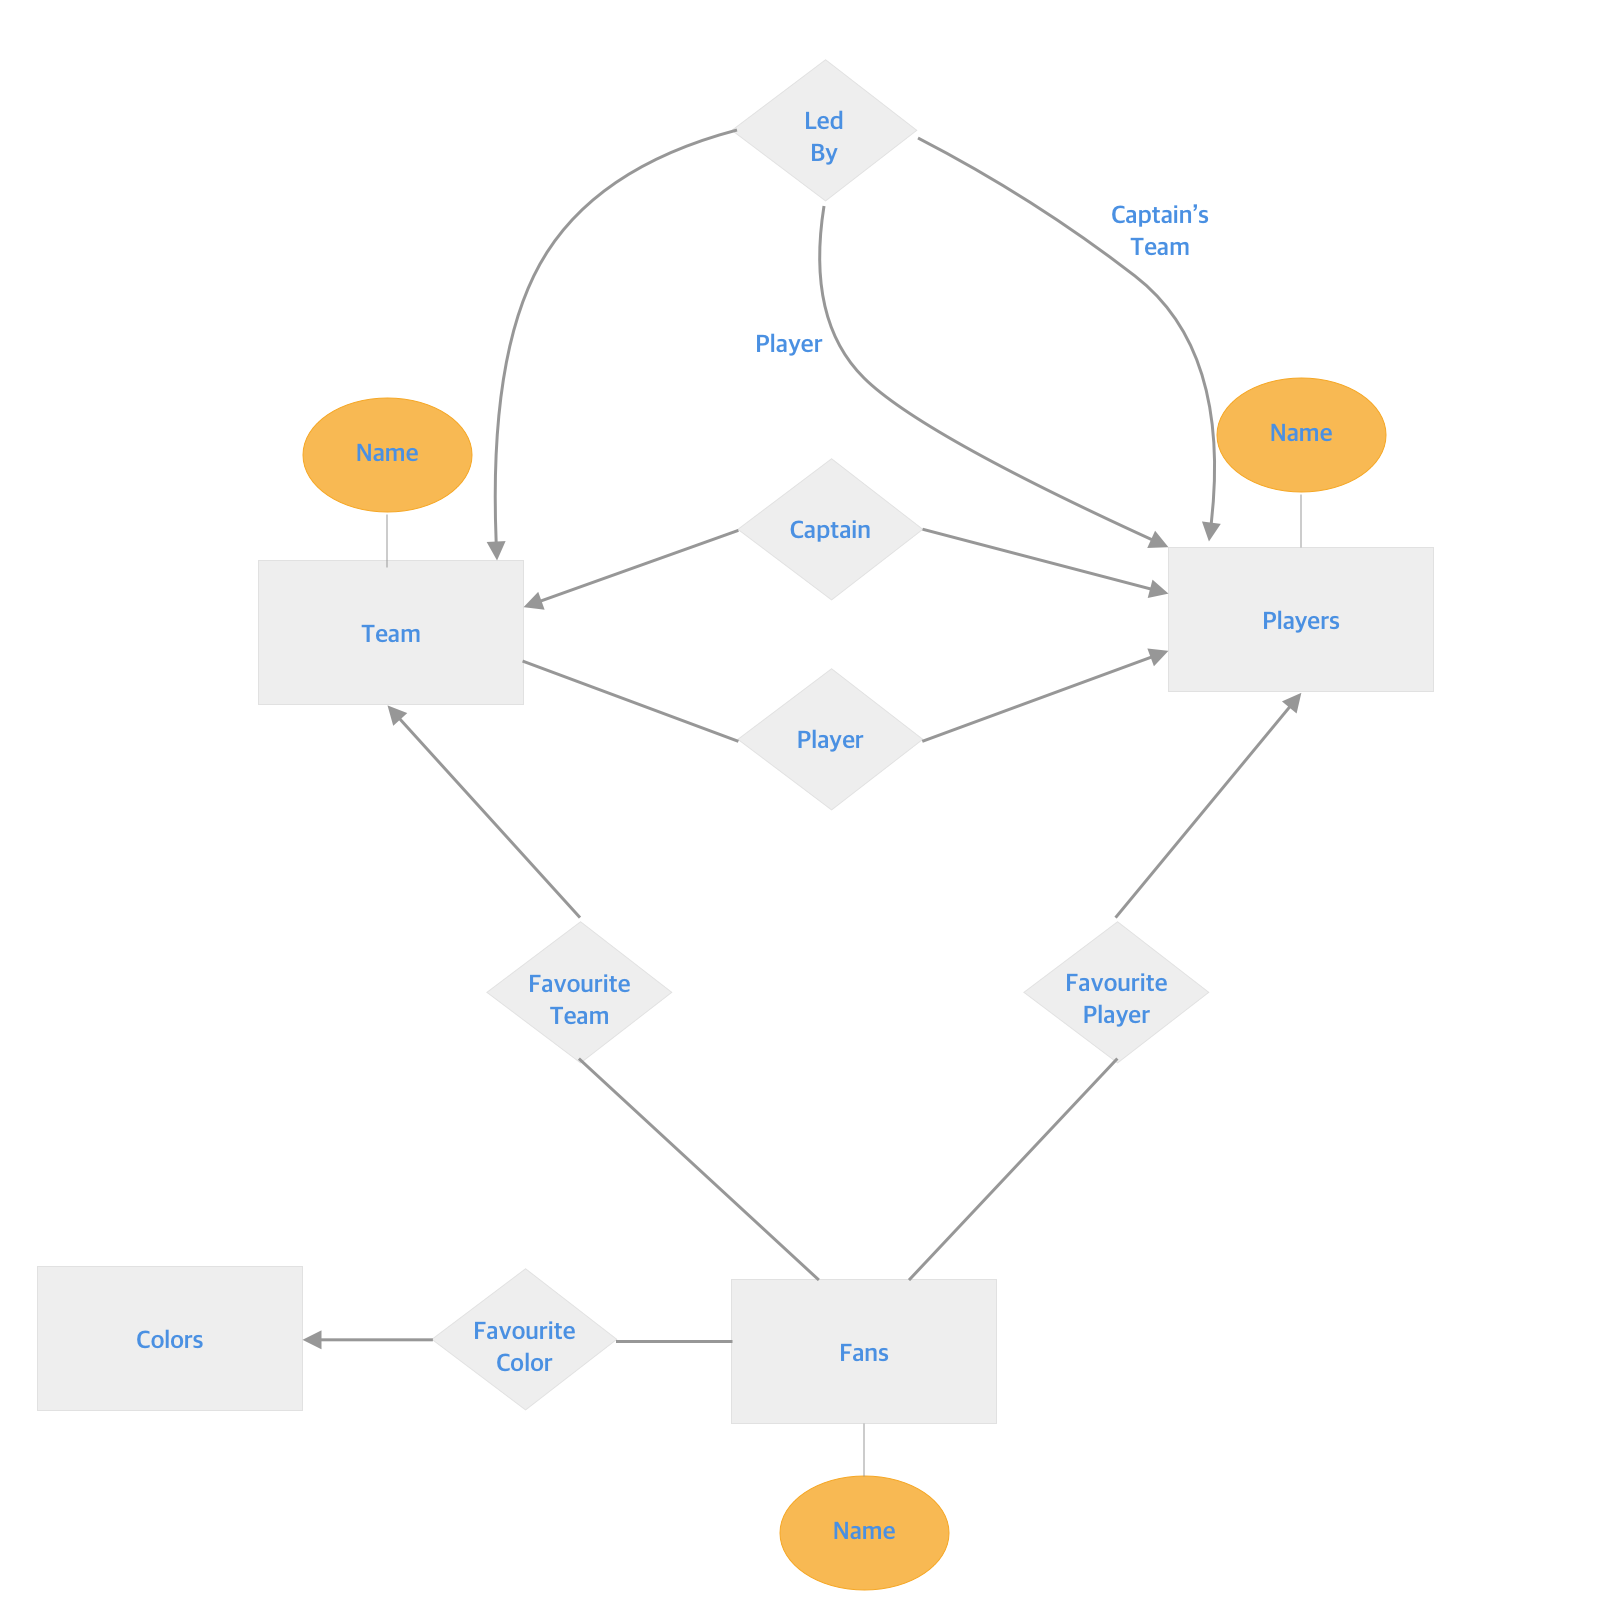 Led
By
Captain’s
Team
Player
Name
Name
Captain
Team
Players
Player
Favourite
Team
Favourite
Player
Colors
Favourite
Color
Fans
Name